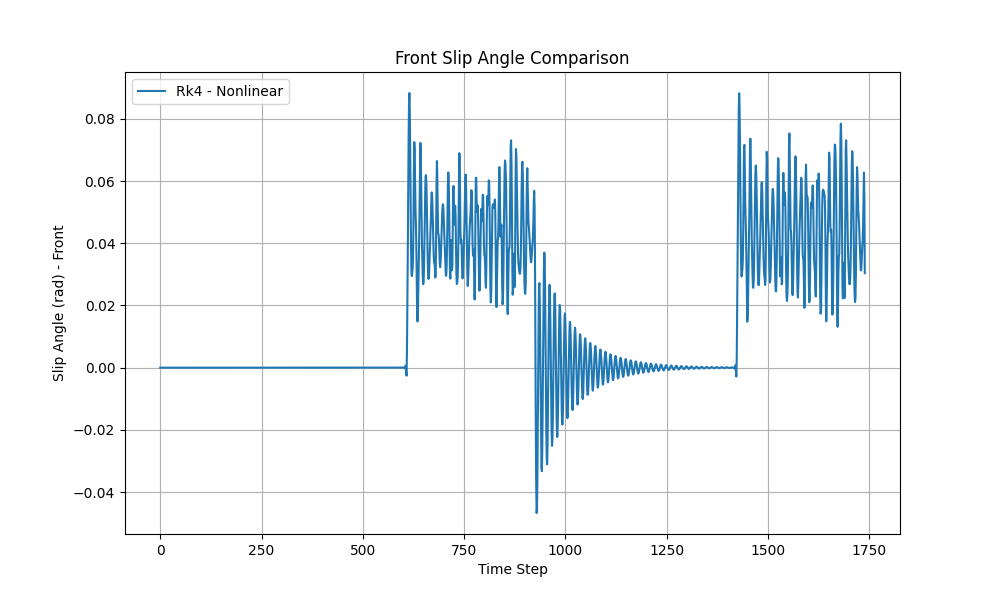 Front Slip Angle Comparison
Rk4 - Nonlinear
Slip Angle (rad) - Front
0.08
0.06
0.04
0.02
0.00
−0.02
−0.04
0 250 500 750 1000 1250 1500 1750
Time Step